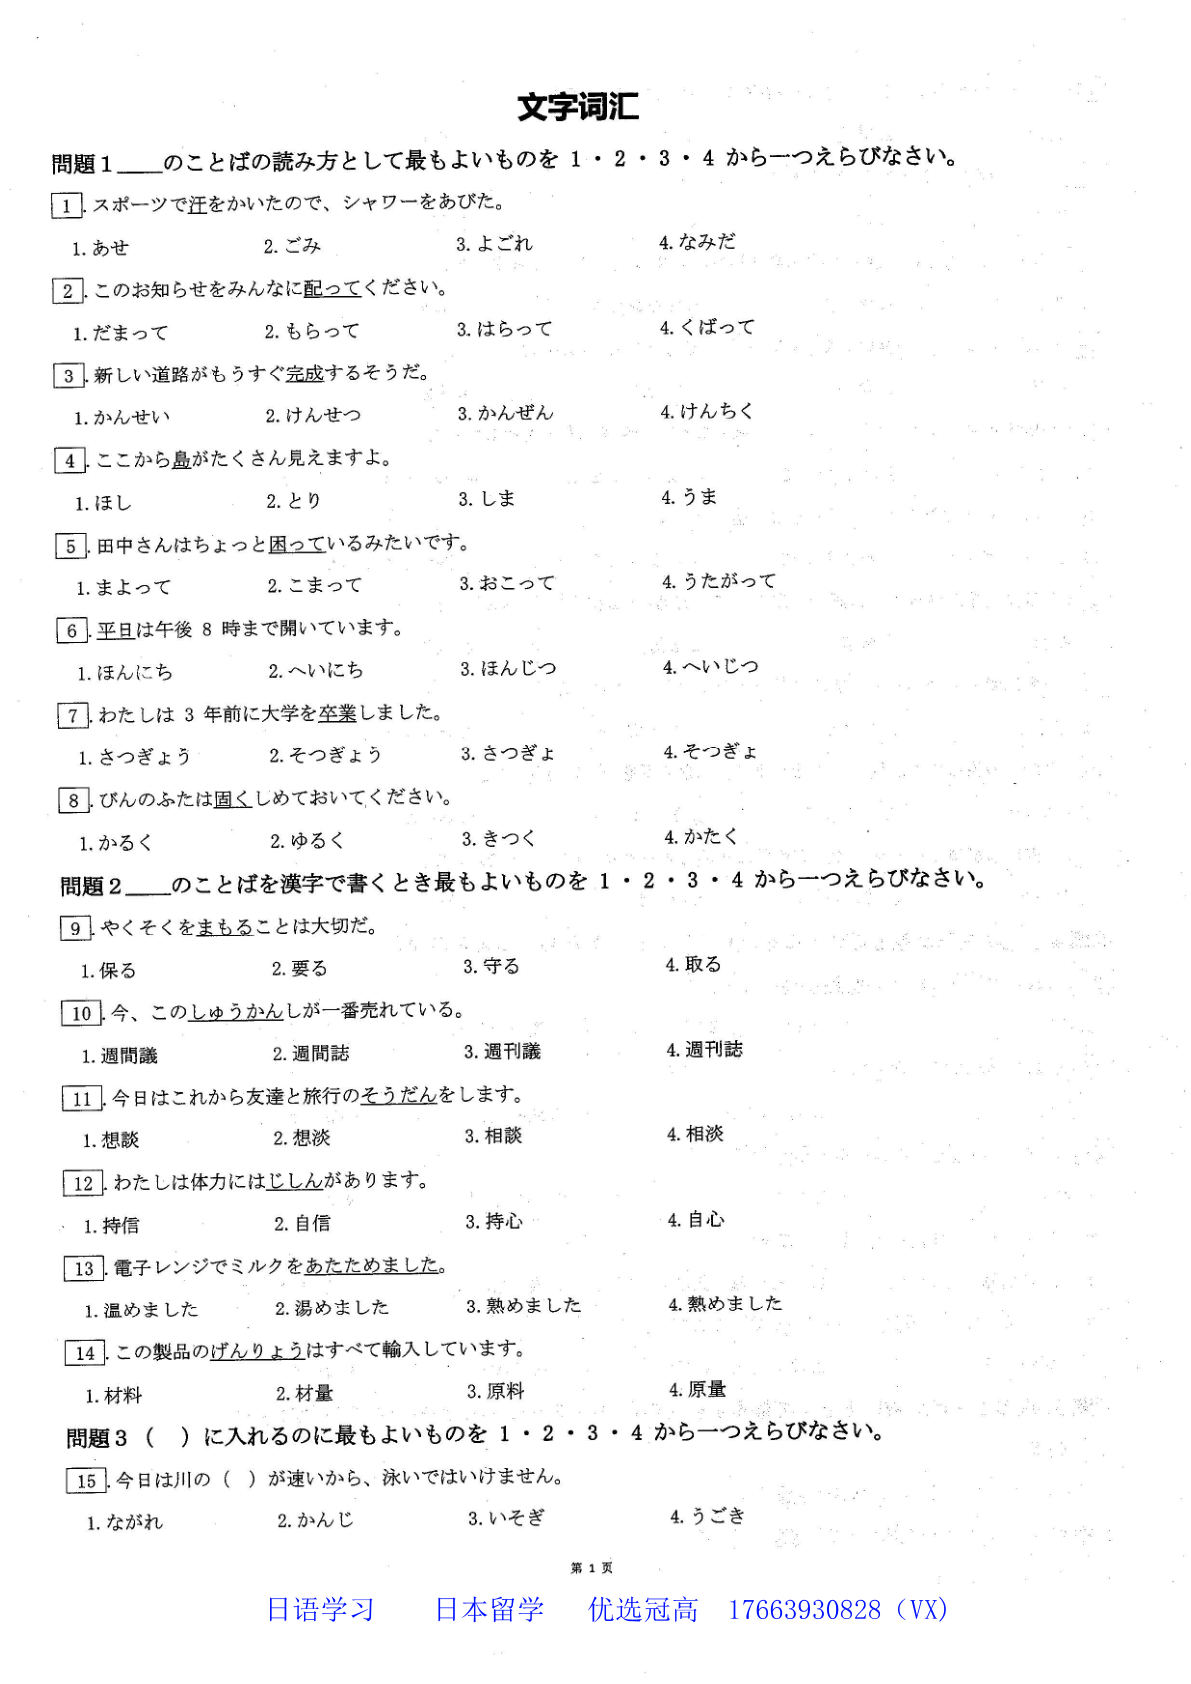 文字词汇
問題1____のことばの読み方として最もよいものを 1・2・3・4 から一つえらびなさい。
1.スポーツで汗をかいたので、シャワーをあびた。
1.あせ 2.ごみ 3.よごれ 4.なみだ
2.このお知らせをみんなに配ってください。
1.だまって 2.もらって 3.はらって 4.くばって
3.新しい道路がもうすぐ完成するそうだ。
1.かんせい 2.けんせつ 3.かんぜん 4.けんちく
4.ここから島がたくさん見えますよ。
1.ほし 2.とり 3.しま 4.うま
5.田中さんはちょっと困っているみたいです。
1.まよって 2.こまって 3.おこって 4.うたがって
6.平日は午後 8 時まで開いています。
1.ほんにち 2.へいにち 3.ほんじつ 4.へいじつ
7.わたしは 3 年前に大学を卒業しました。
1.さつぎょう 2.そつぎょう 3.さつぎょ 4.そつぎょ
8.びんのふたは固くしめておいてください。
1.かるく 2.ゆるく 3.きつく 4.かたく
問題2____のことばを漢字で書くとき最もよいものを 1・2・3・4 から一つえらびなさい。
9.やくそくをまもることは大切だ。
1.保る 2.要る 3.守る 4.取る
10.今、このしゅうかんしが一番売れている。
1.週間議 2.週間誌 3.週刊議 4.週刊誌
11.今日はこれから友達と旅行のそうだんをします。
1.想談 2.想淡 3.相談 4.相淡
12.わたしは体力にはじしんがあります。
1.持信 2.自信 3.持心 4.自心
13.電子レンジでミルクをあたためました。
1.温めました 2.湯めました 3.熟めました 4.熱めました
14.この製品のげんりょうはすべて輸入しています。
1.材料 2.材量 3.原料 4.原量
問題3（　）に入れるのに最もよいものを 1・2・3・4 から一つえらびなさい。
15.今日は川の（　）が速いから、泳いではいけません。
1.ながれ 2.かんじ 3.いそぎ 4.うごき
第 1 页
日语学习 日本留学 优选冠高 17663930828（VX)